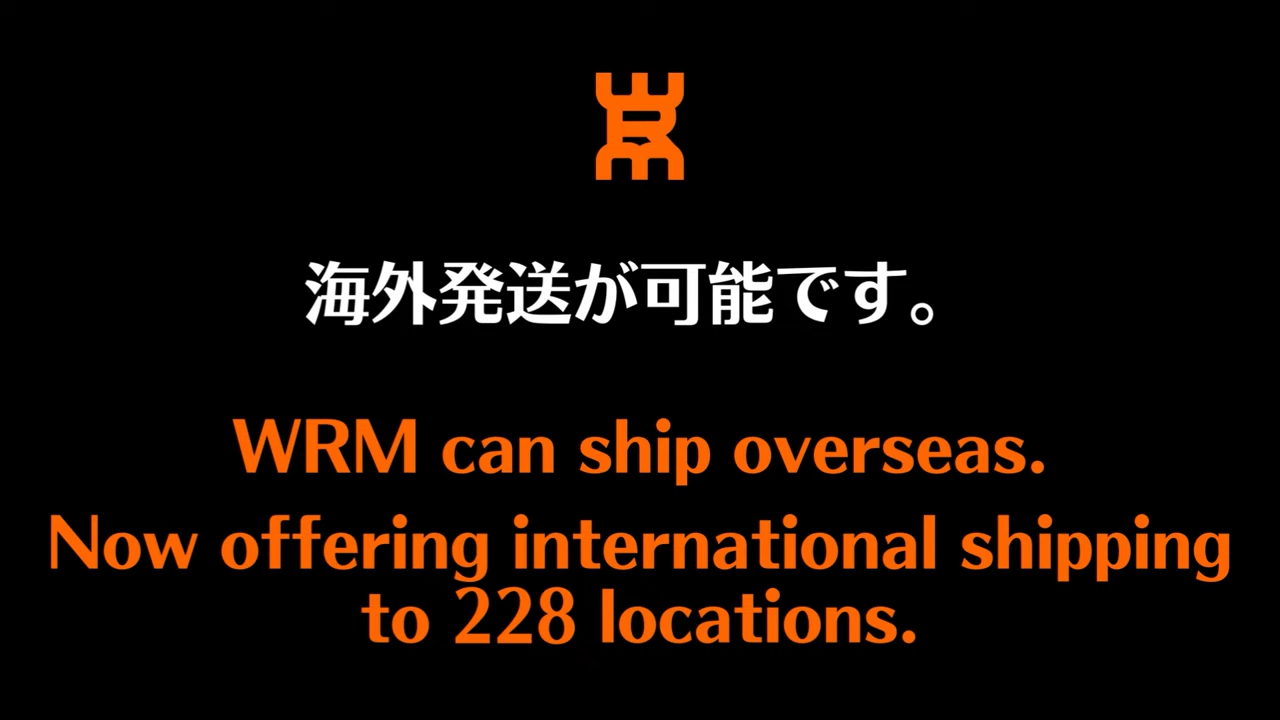 海外発送が可能です。
WRM can ship overseas.
Now offering international shipping
to 228 locations.